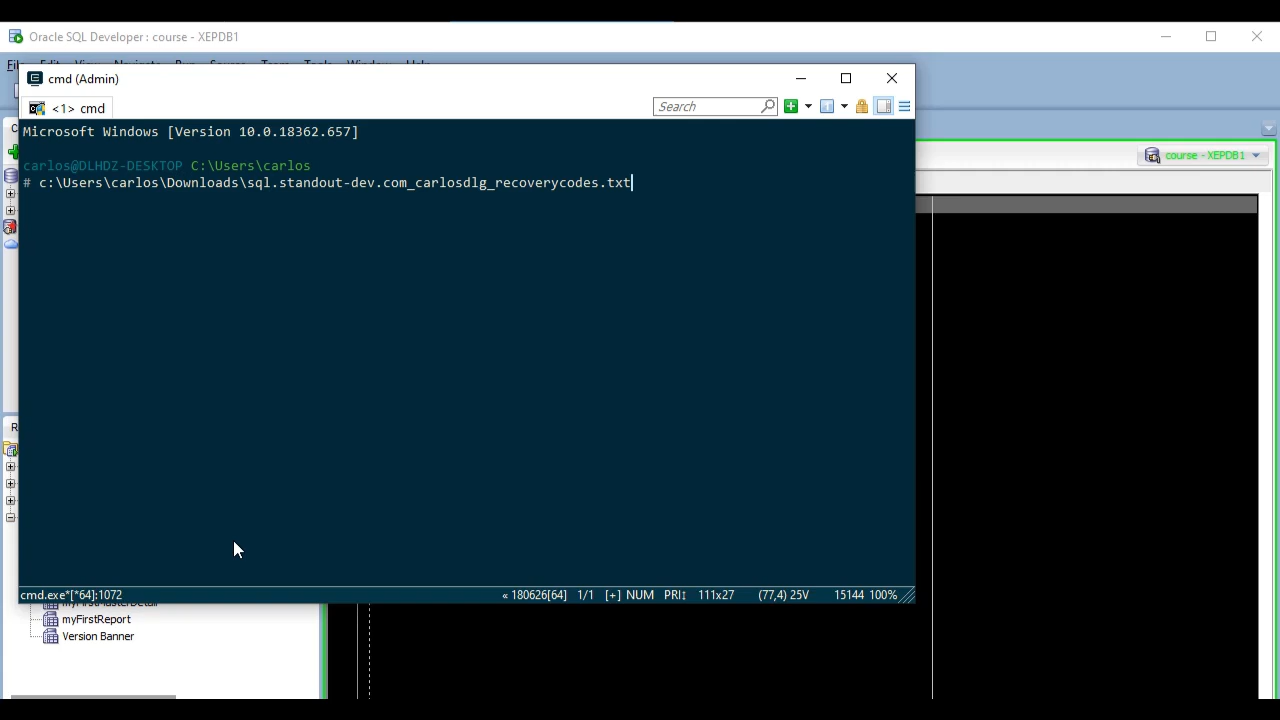 Oracle SQL Developer : course - XEPDB1
cmd (Admin)
<1> cmd
Search
Microsoft Windows [Version 10.0.18362.657]
course - XEPDB1
carlos@DLHDZ-DESKTOP C:\Users\carlos
# c:\Users\carlos\Downloads\sql.standout-dev.com_carlosdlg_recoverycodes.txt
cmd.exe*[*64]:1072 « 180626[64] 1/1 [+] NUM PRI↕ 111x27 (77,4) 25V 15144 100%
myFirstMasterDetail
myFirstReport
Version Banner